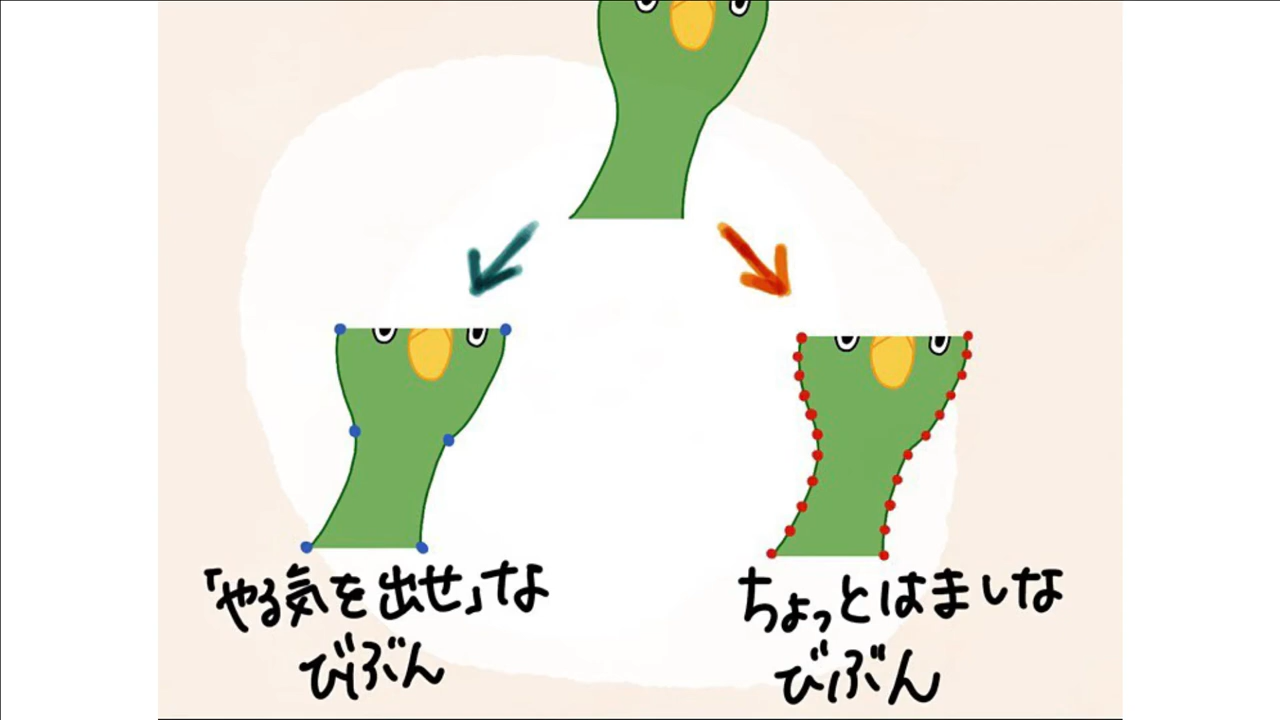 「やる気を出せ」な
びぶん
ちょっとはましな
びぶん